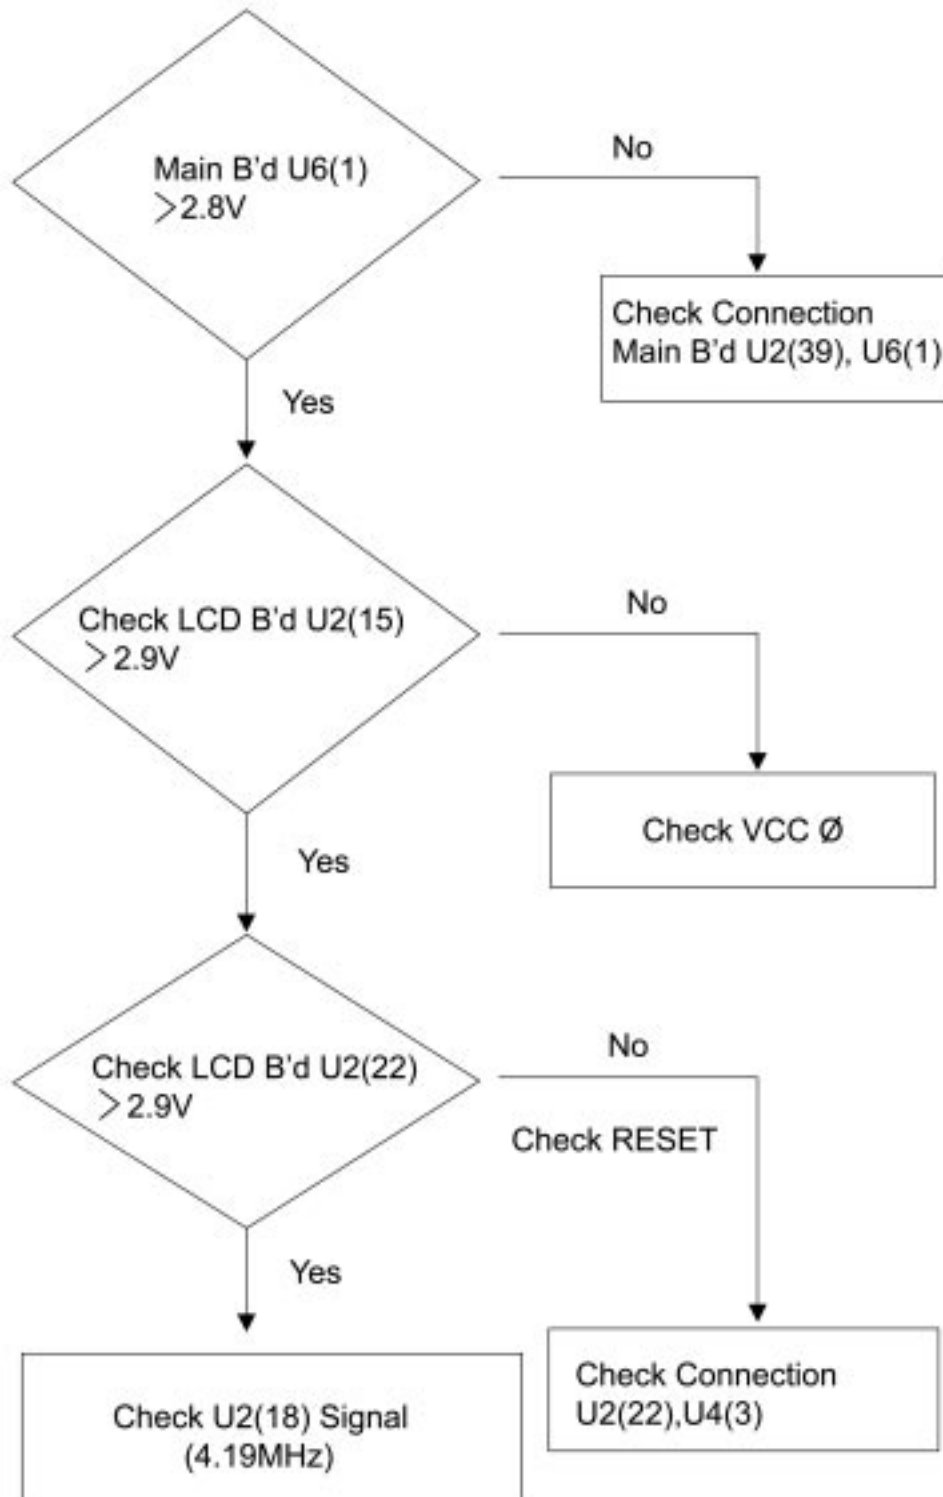 Main B'd U6(1)
>2.8V
No
Check Connection
Main B'd U2(39), U6(1)
Yes
Check LCD B'd U2(15)
>2.9V
No
Check VCC Ø
Yes
Check LCD B'd U2(22)
>2.9V
No
Check RESET
Check Connection
U2(22),U4(3)
Yes
Check U2(18) Signal
(4.19MHz)